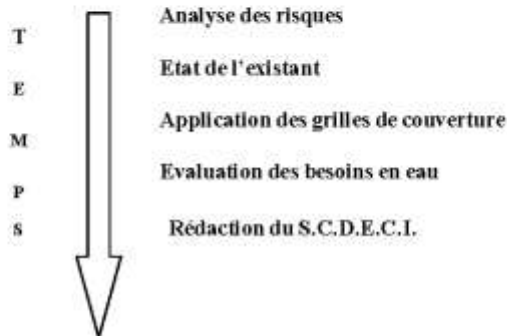 T E M P S
Analyse des risques
Etat de l'existant
Application des grilles de couverture
Evaluation des besoins en eau
Rédaction du S.C.D.E.C.I.